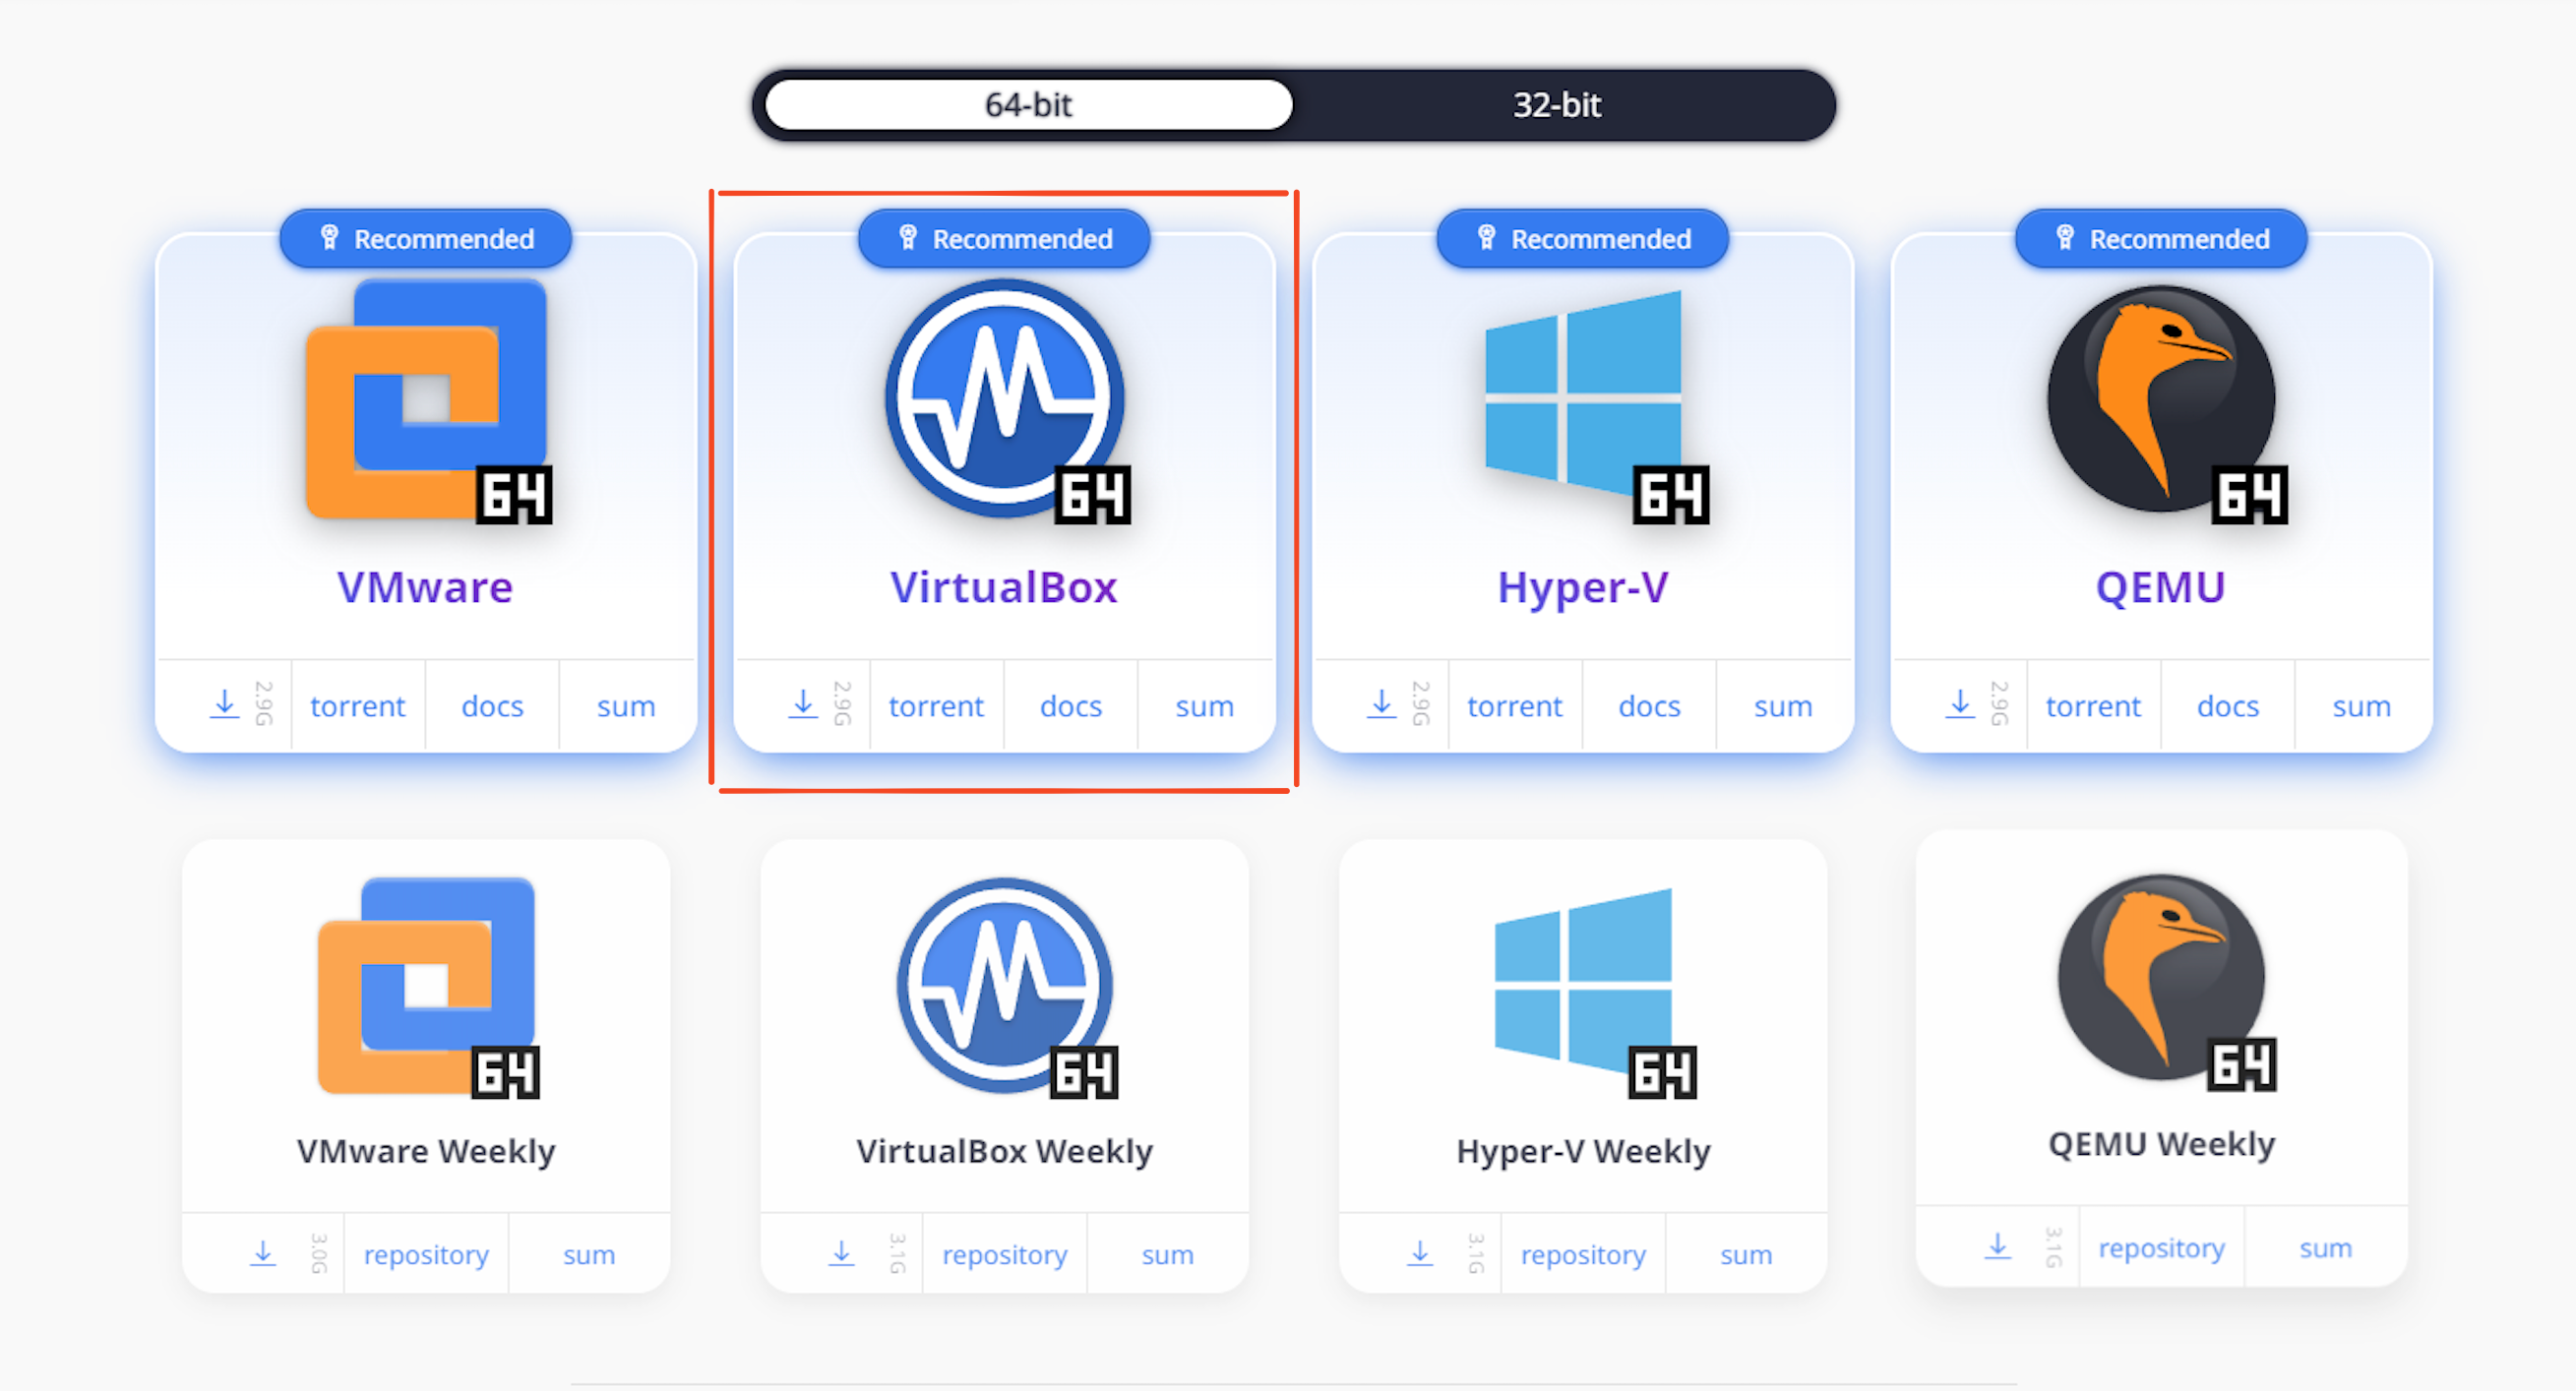 64-bit 32-bit
Recommended Recommended Recommended Recommended
64 64 64 64
VMware VirtualBox Hyper-V QEMU
2.9G torrent docs sum 2.9G torrent docs sum 2.9G torrent docs sum 2.9G torrent docs sum
64 64 64 64
VMware Weekly VirtualBox Weekly Hyper-V Weekly QEMU Weekly
3.0G repository sum 3.1G repository sum 3.1G repository sum 3.1G repository sum